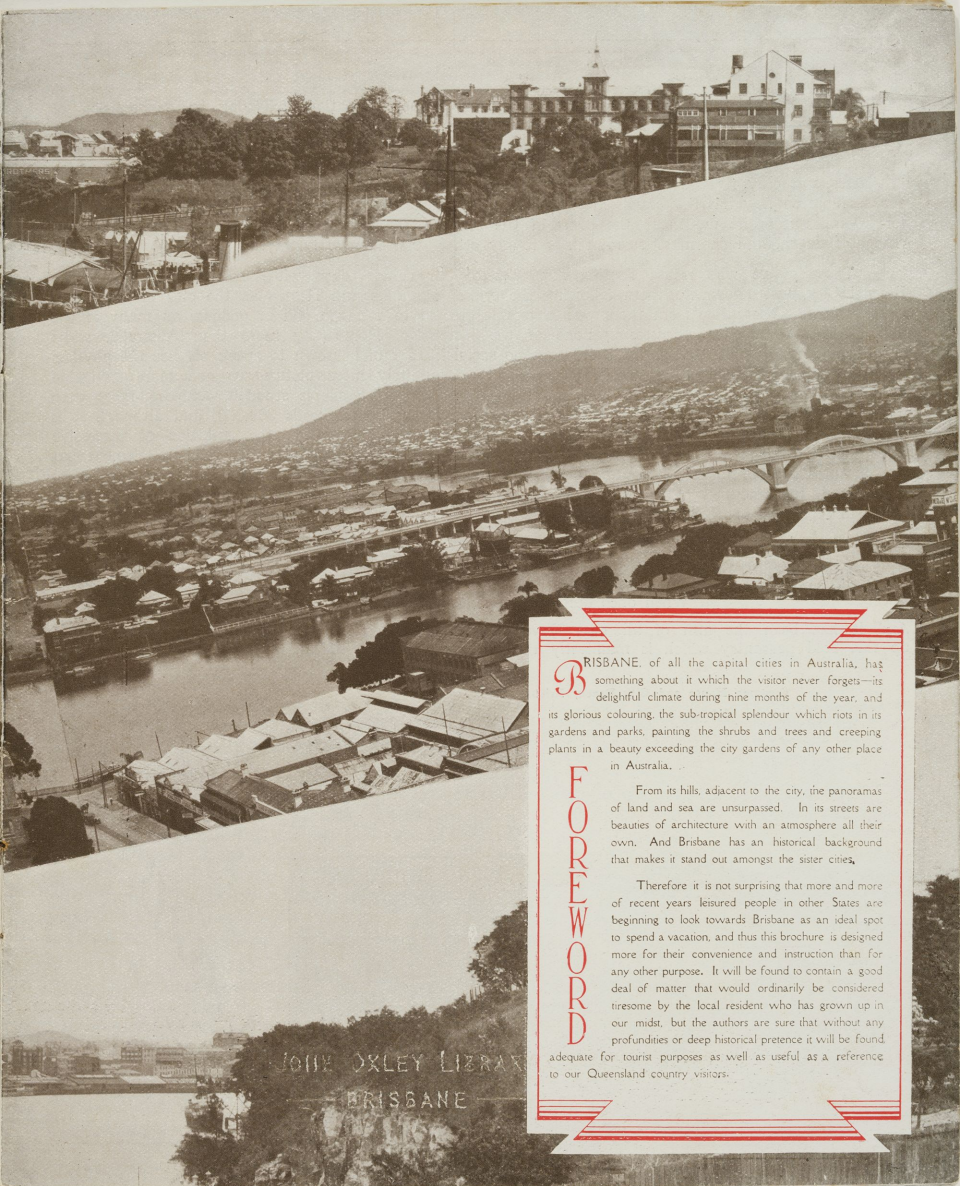 BRISBANE, of all the capital cities in Australia, has
something about it which the visitor never forgets—its
delightful climate during nine months of the year, and
its glorious colouring, the sub-tropical splendour which riots in its
gardens and parks, painting the shrubs and trees and creeping
plants in a beauty exceeding the city gardens of any other place
in Australia.
FOREWORD
From its hills, adjacent to the city, the panoramas
of land and sea are unsurpassed. In its streets are
beauties of architecture with an atmosphere all their
own. And Brisbane has an historical background
that makes it stand out amongst the sister cities.
Therefore it is not surprising that more and more
of recent years leisured people in other States are
beginning to look towards Brisbane as an ideal spot
to spend a vacation, and thus this brochure is designed
more for their convenience and instruction than for
any other purpose. It will be found to contain a good
deal of matter that would ordinarily be considered
tiresome by the local resident who has grown up in
our midst, but the authors are sure that without any
profundities or deep historical pretence it will be found
adequate for tourist purposes as well as useful as a reference
to our Queensland country visitors.
JOHN OXLEY LIBRAR
BRISBANE